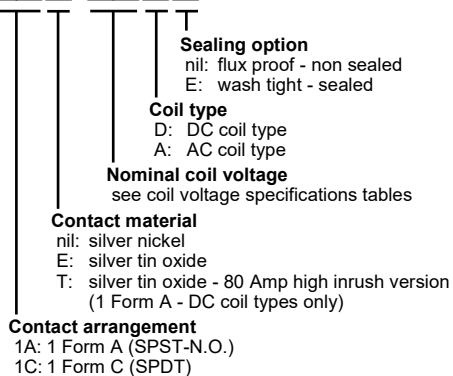 Sealing option
nil: flux proof - non sealed
E: wash tight - sealed
Coil type
D: DC coil type
A: AC coil type
Nominal coil voltage
see coil voltage specifications tables
Contact material
nil: silver nickel
E: silver tin oxide
T: silver tin oxide - 80 Amp high inrush version
(1 Form A - DC coil types only)
Contact arrangement
1A: 1 Form A (SPST-N.O.)
1C: 1 Form C (SPDT)